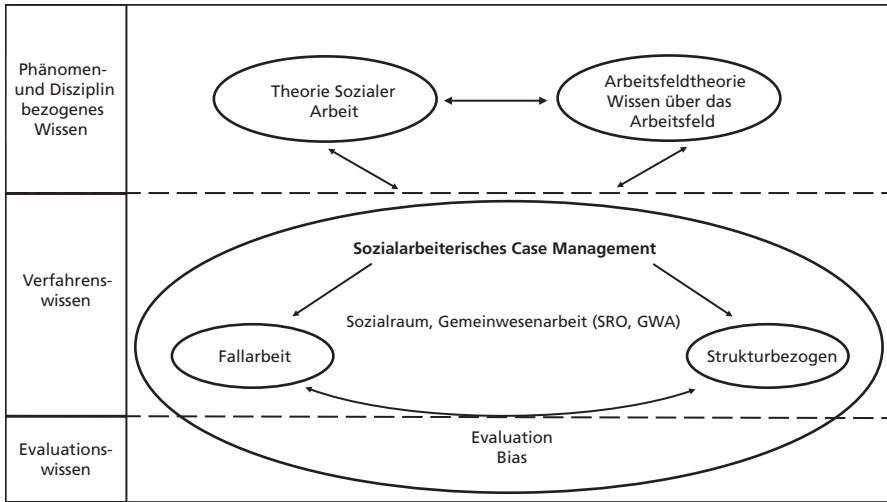 Phänomen-
und Disziplin
bezogenes
Wissen
Theorie Sozialer
Arbeit
Arbeitsfeldtheorie
Wissen über das
Arbeitsfeld
Verfahrens-
wissen
Sozialarbeiterisches Case Management
Sozialraum, Gemeinwesenarbeit (SRO, GWA)
Fallarbeit
Strukturbezogen
Evaluations-
wissen
Evaluation
Bias